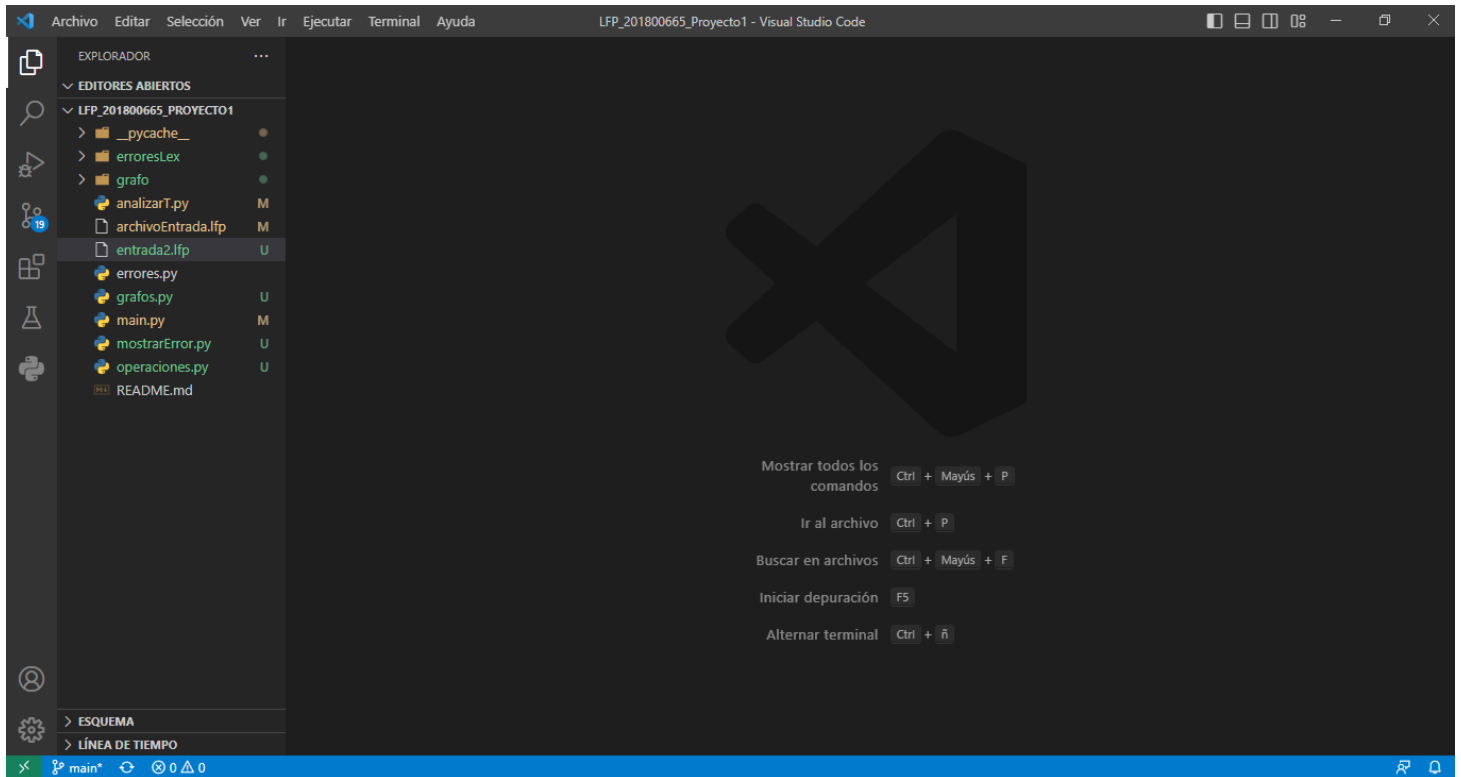 Archivo Editar Selección Ver Ir Ejecutar Terminal Ayuda LFP_201800665_Proyecto1 - Visual Studio Code
EXPLORADOR ...
EDITORES ABIERTOS
LFP_201800665_PROYECTO1
__pycache__
erroresLex
grafo
analizarT.py M
archivoEntrada.lfp M
entrada2.lfp U
errores.py
grafos.py U
main.py M
mostrarError.py U
operaciones.py U
README.md
19
Mostrar todos los comandos Ctrl + Mayús + P
Ir al archivo Ctrl + P
Buscar en archivos Ctrl + Mayús + F
Iniciar depuración F5
Alternar terminal Ctrl + ñ
ESQUEMA
LÍNEA DE TIEMPO
main* 0 0